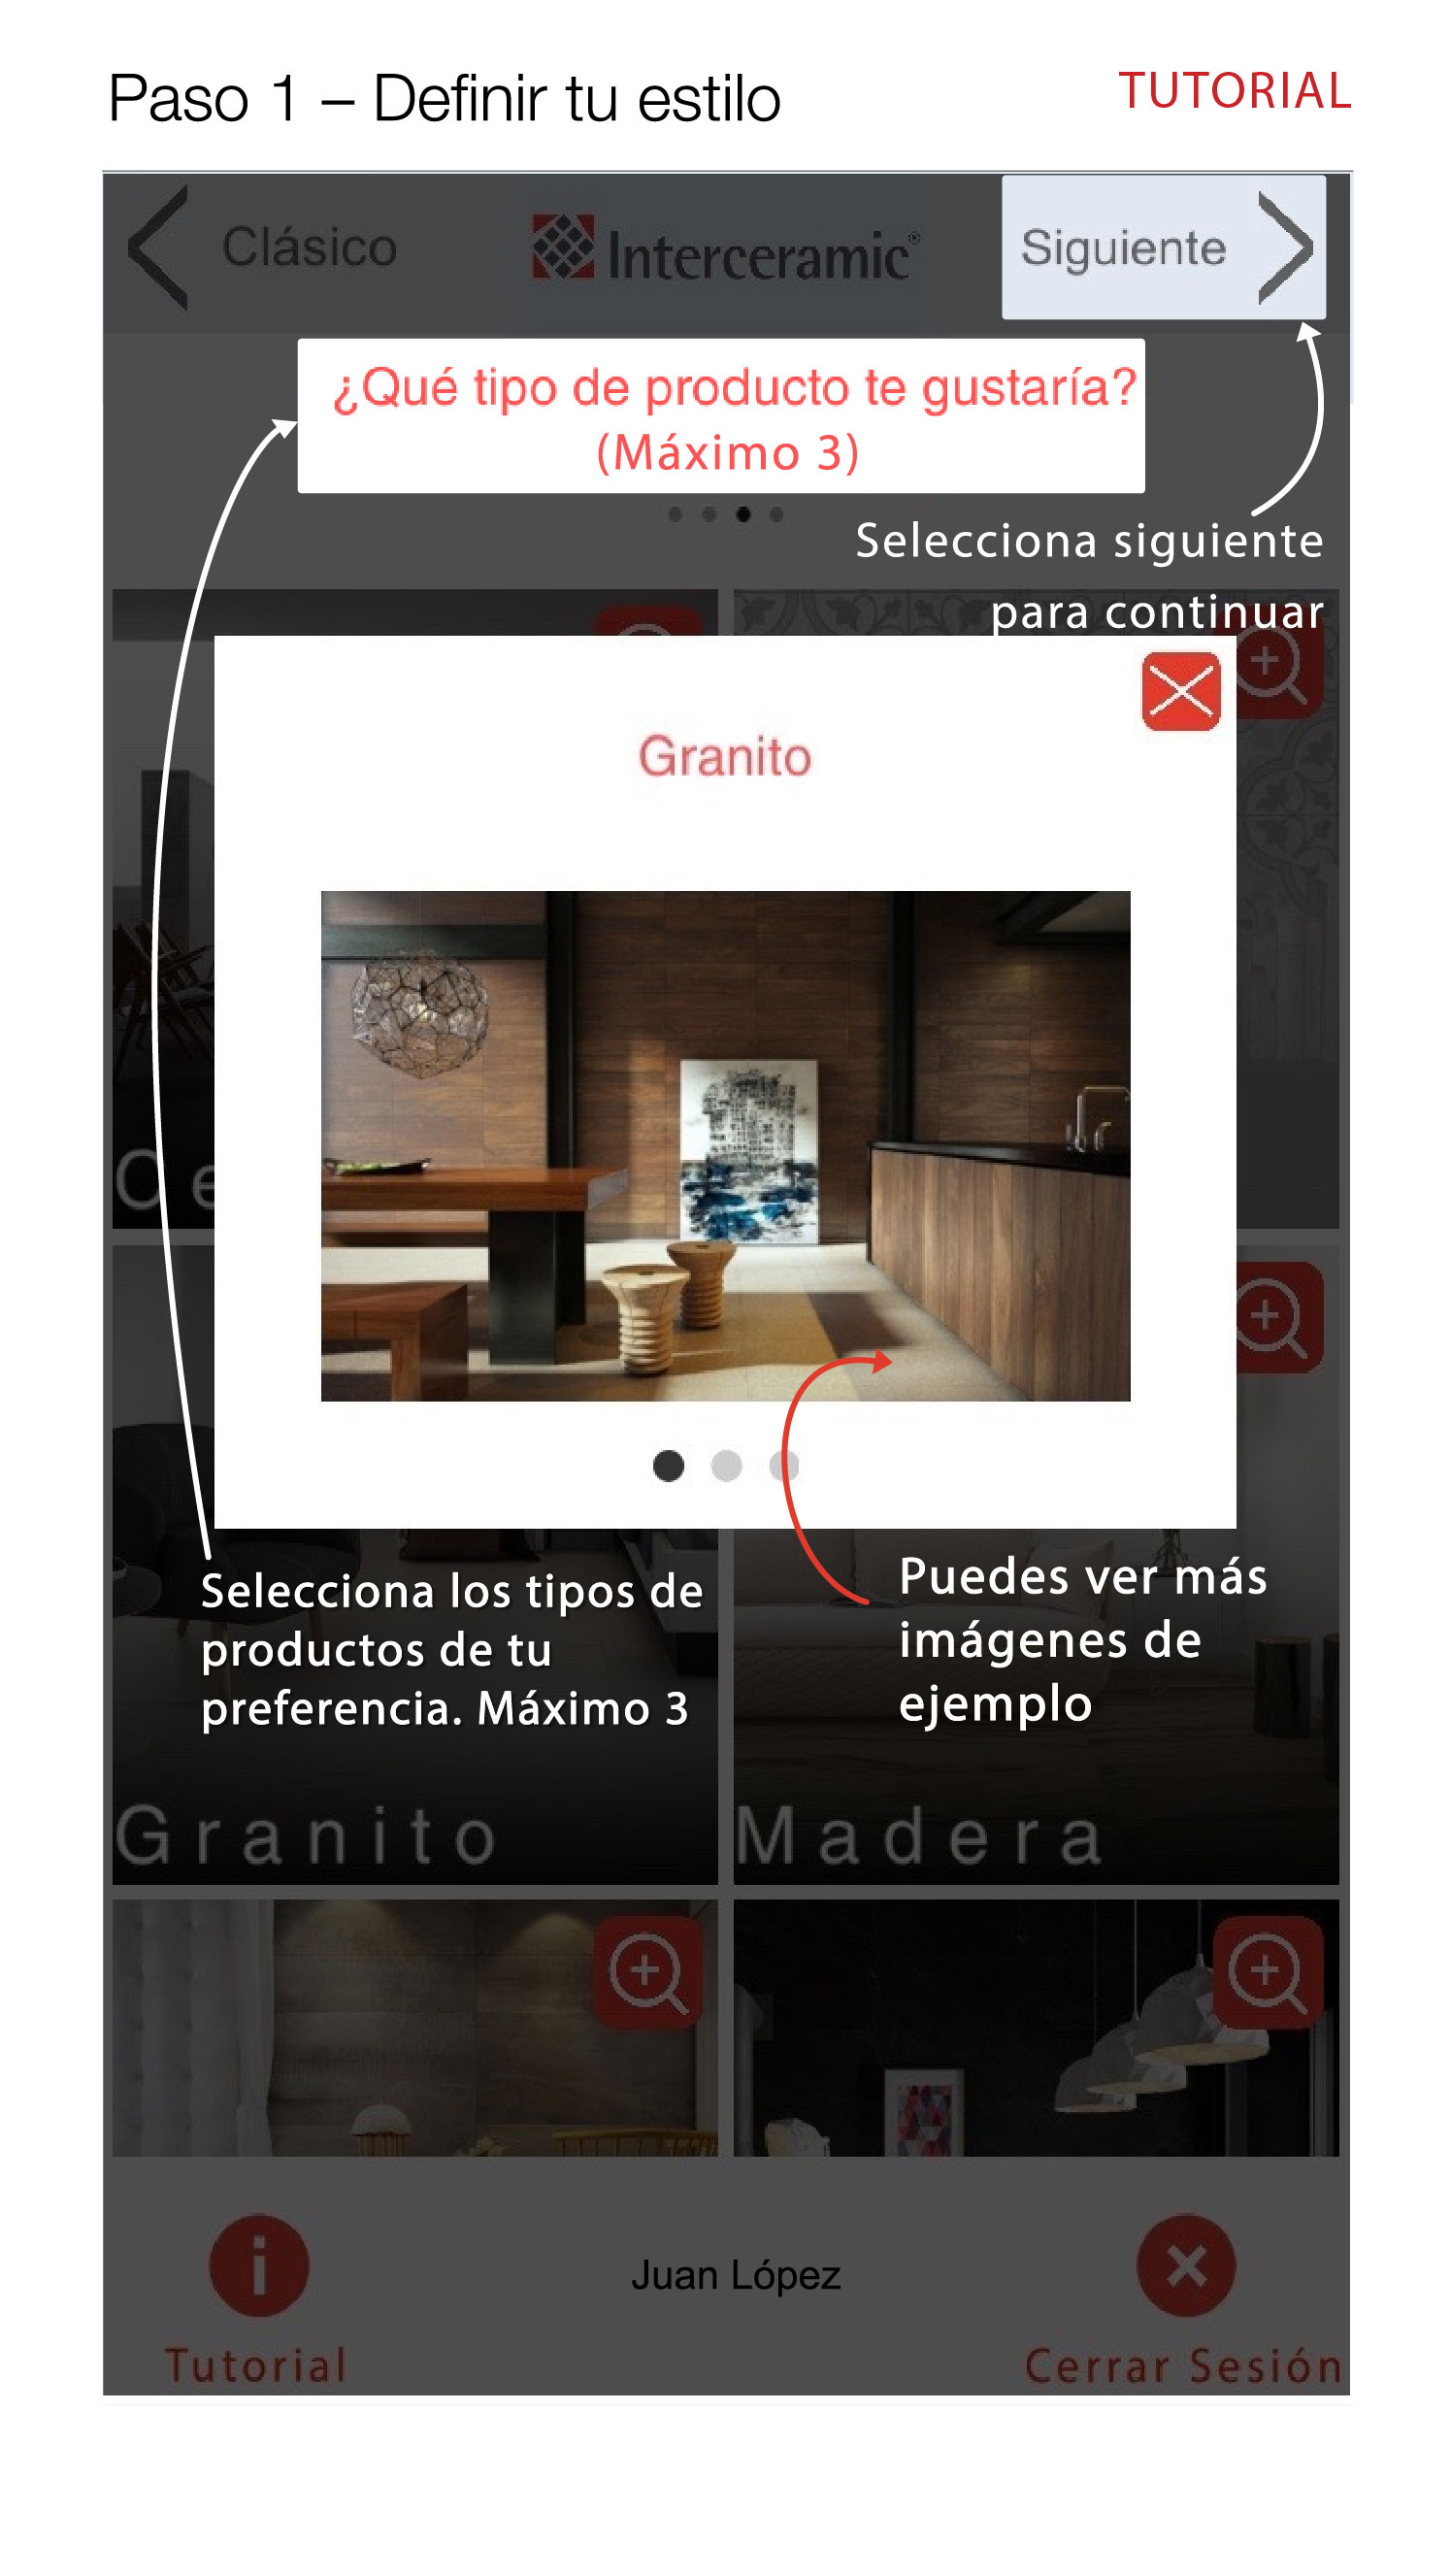 Paso 1 – Definir tu estilo
TUTORIAL
Clásico
Interceramic®
Siguiente
¿Qué tipo de producto te gustaría?
(Máximo 3)
Selecciona siguiente
para continuar
Granito
Selecciona los tipos de
productos de tu
preferencia. Máximo 3
Puedes ver más
imágenes de
ejemplo
Granito
Madera
i
Juan López
Tutorial
Cerrar Sesión